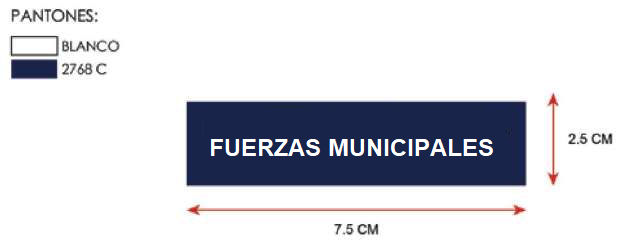 PANTONES:
BLANCO
2768 C
FUERZAS MUNICIPALES
2.5 CM
7.5 CM